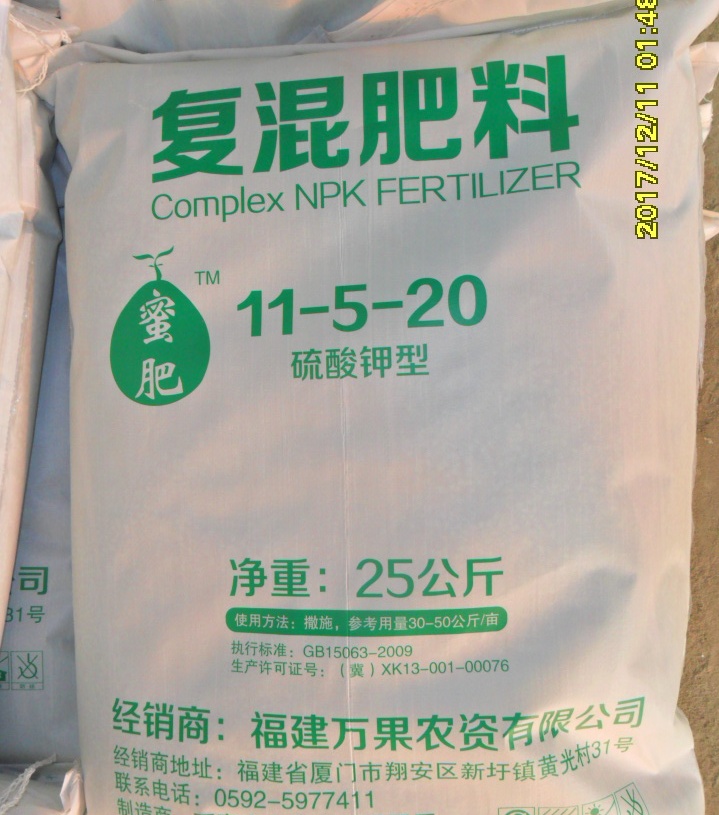 复混肥料
Complex NPK FERTILIZER
TM
蜜
肥
11-5-20
硫酸钾型
净重：25公斤
使用方法：撒施，参考用量30-50公斤/亩
执行标准：GB15063-2009
生产许可证号：（冀）XK13-001-00076
经销商：福建万果农资有限公司
经销商地址：福建省厦门市翔安区新圩镇黄光村31号
联系电话：0592-5977411
制造商
司
31号
2017/12/11 01:48